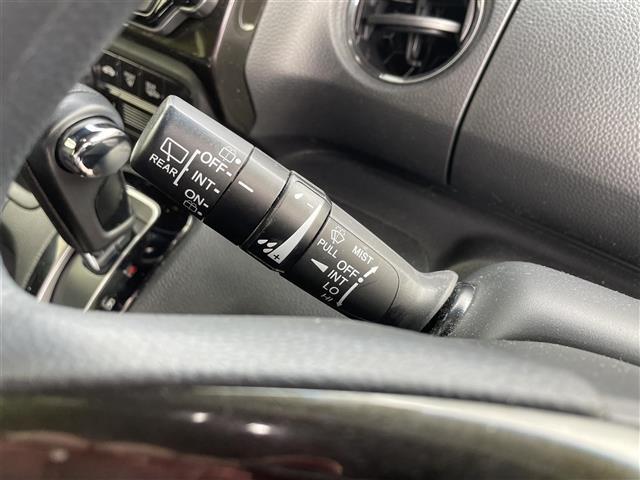 REAR
OFF
INT
ON
PULL
MIST
OFF
INT
LO
HI